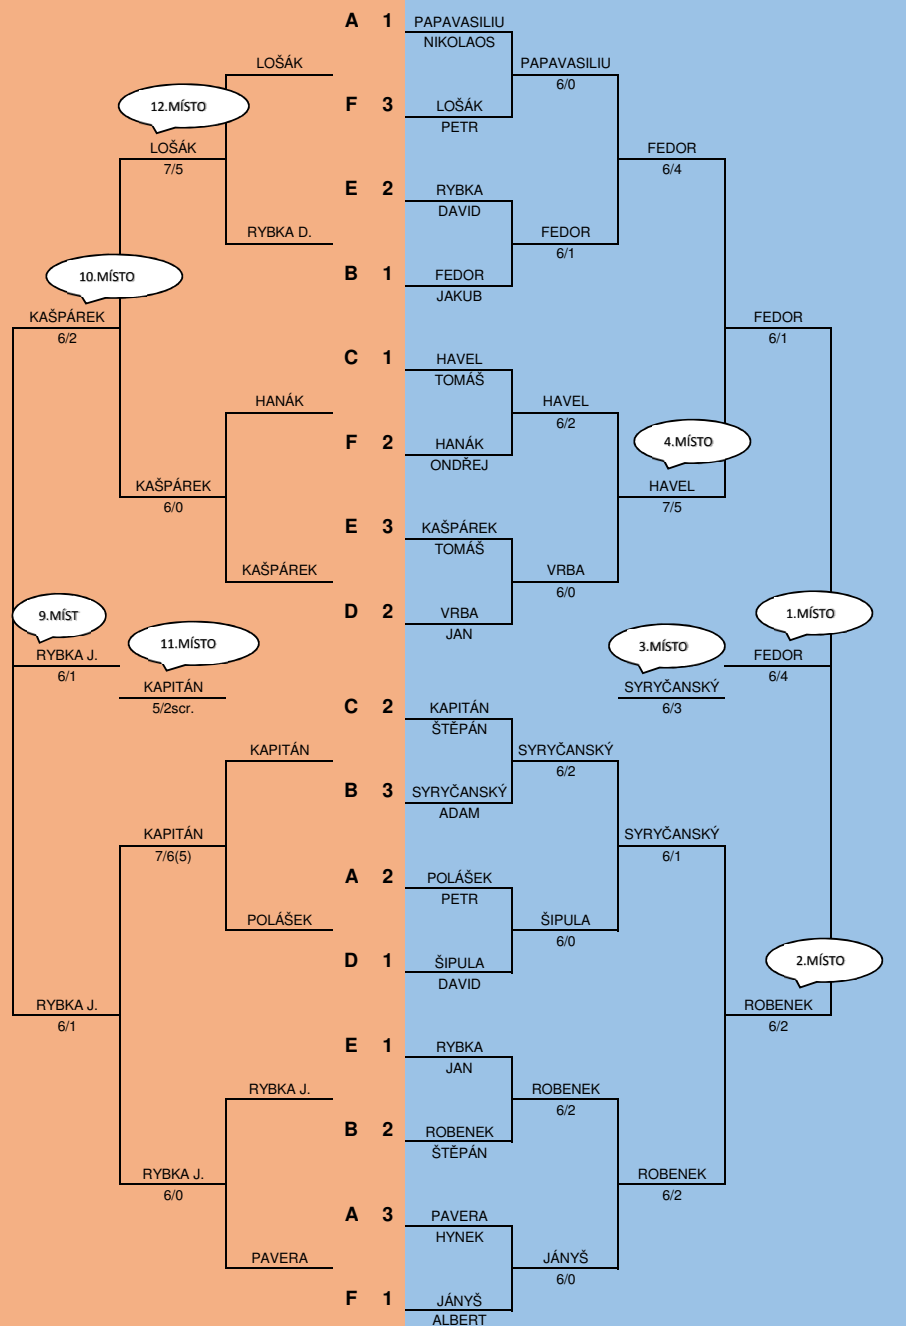 A 1 PAPAVASILIU
NIKOLAOS
LOŠÁK PAPAVASILIU
6/0
12.MÍSTO F 3 LOŠÁK
PETR
LOŠÁK FEDOR
7/5 6/4
E 2 RYBKA
DAVID
RYBKA D. FEDOR
6/1
10.MÍSTO B 1 FEDOR
JAKUB
KAŠPÁREK FEDOR
6/2 6/1
C 1 HAVEL
TOMÁŠ
HANÁK HAVEL
6/2
F 2 HANÁK 4.MÍSTO
ONDŘEJ
KAŠPÁREK HAVEL
6/0 7/5
E 3 KAŠPÁREK
TOMÁŠ
KAŠPÁREK VRBA
6/0
9.MÍST D 2 VRBA 1.MÍSTO
JAN
11.MÍSTO 3.MÍSTO
RYBKA J. FEDOR
6/1 6/4
KAPITÁN SYRYČANSKÝ
5/2scr. 6/3
C 2 KAPITÁN
ŠTĚPÁN
KAPITÁN SYRYČANSKÝ
6/2
B 3 SYRYČANSKÝ
ADAM
KAPITÁN SYRYČANSKÝ
7/6(5) 6/1
A 2 POLÁŠEK
PETR
POLÁŠEK ŠIPULA
6/0
D 1 ŠIPULA 2.MÍSTO
DAVID
RYBKA J. ROBENEK
6/1 6/2
E 1 RYBKA
JAN
RYBKA J. ROBENEK
6/2
B 2 ROBENEK
ŠTĚPÁN
RYBKA J. ROBENEK
6/0 6/2
A 3 PAVERA
HYNEK
PAVERA JÁNYŠ
6/0
F 1 JÁNYŠ
ALBERT